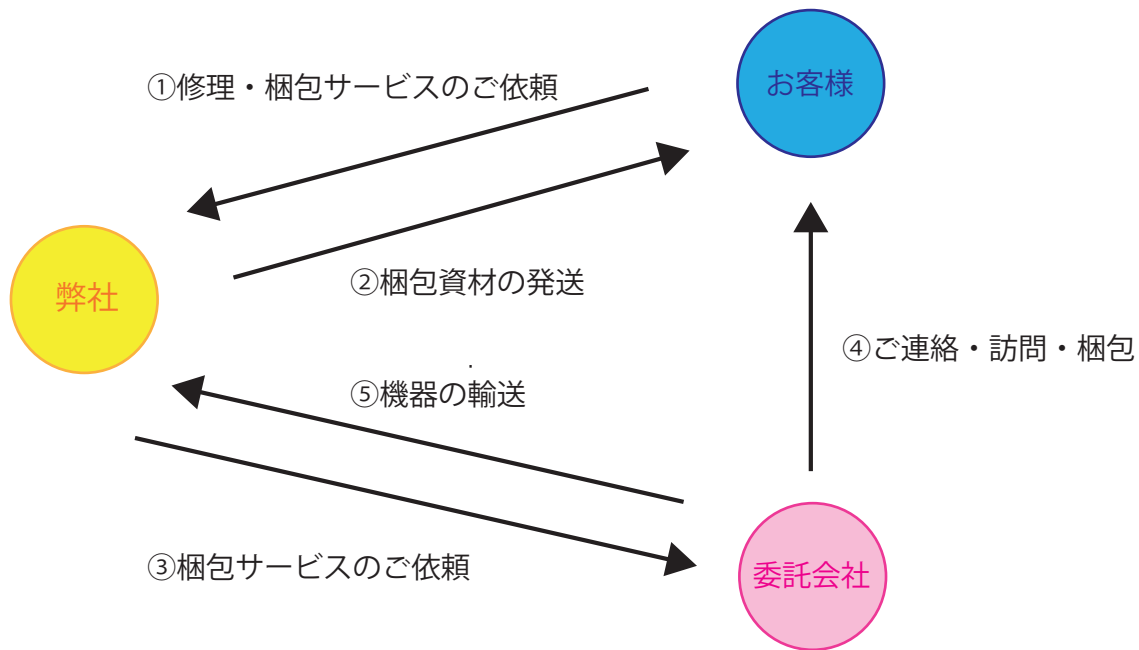 お客様
①修理・梱包サービスのご依頼
②梱包資材の発送
弊社
④ご連絡・訪問・梱包
⑤機器の輸送
③梱包サービスのご依頼
委託会社